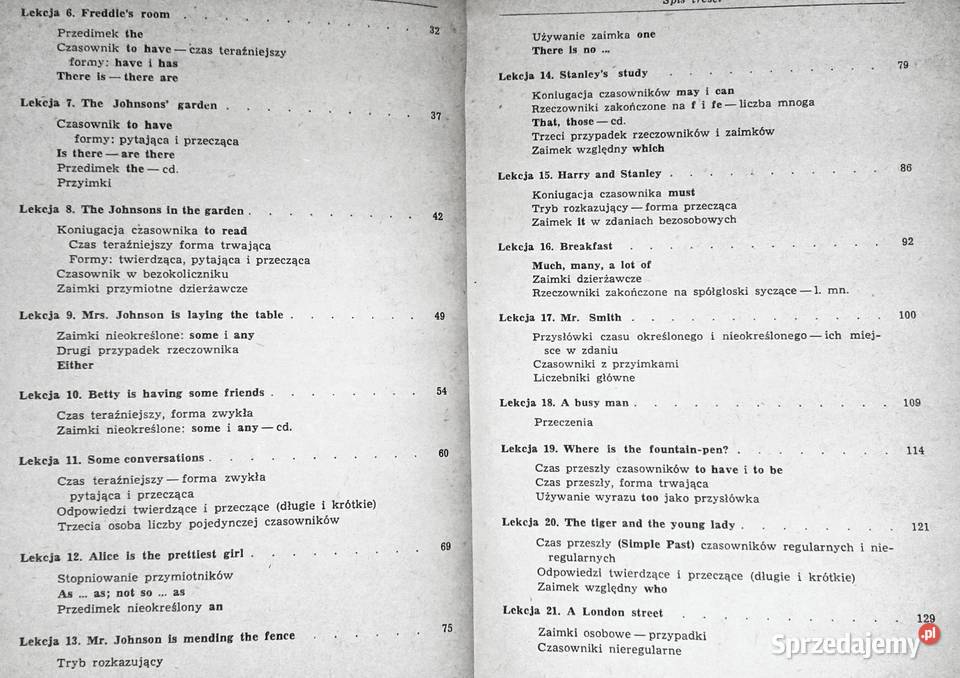 Lekcja 6. Freddie's room . . . . . . . . . 32
Przedimek the
Czasownik to have — czas teraźniejszy
formy: have i has
There is — there are
Lekcja 7. The Johnsons' garden . . . . . . . . 37
Czasownik to have
formy: pytająca i przecząca
Is there — are there
Przedimek the — cd.
Przyimki
Lekcja 8. The Johnsons in the garden . . . . . . . 42
Koniugacja czasownika to read
Czas teraźniejszy forma trwająca
Formy: twierdząca, pytająca i przecząca
Czasownik w bezokoliczniku
Zaimki przymiotne dzierżawcze
Lekcja 9. Mrs. Johnson is laying the table . . . . . . 49
Zaimki nieokreślone: some i any
Drugi przypadek rzeczownika
Either
Lekcja 10. Betty is having some friends . . . . . . 54
Czas teraźniejszy, forma zwykła
Zaimki nieokreślone: some i any — cd.
Lekcja 11. Some conversations . . . . . . . . 60
Czas teraźniejszy — forma zwykła
pytająca i przecząca
Odpowiedzi twierdzące i przeczące (długie i krótkie)
Trzecia osoba liczby pojedynczej czasowników
Lekcja 12. Alice is the prettiest girl . . . . . . . 69
Stopniowanie przymiotników
As ... as; not so ... as
Przedimek nieokreślony an
Lekcja 13. Mr. Johnson is mending the fence . . . . . 75
Tryb rozkazujący
Spis treści
Używanie zaimka one
There is no ...
Lekcja 14. Stanley's study . . . . . . . . 79
Koniugacja czasowników may i can
Rzeczowniki zakończone na f i fe — liczba mnoga
That, those — cd.
Trzeci przypadek rzeczowników i zaimków
Zaimek względny which
Lekcja 15. Harry and Stanley . . . . . . . . 86
Koniugacja czasownika must
Tryb rozkazujący — forma przecząca
Zaimek it w zdaniach bezosobowych
Lekcja 16. Breakfast . . . . . . . . . 92
Much, many, a lot of
Zaimki dzierżawcze
Rzeczowniki zakończone na spółgłoski syczące — l. mn.
Lekcja 17. Mr. Smith . . . . . . . . . 100
Przysłówki czasu określonego i nieokreślonego — ich miej-
sce w zdaniu
Czasowniki z przyimkami
Liczebniki główne
Lekcja 18. A busy man . . . . . . . . . 109
Przeczenia
Lekcja 19. Where is the fountain-pen? . . . . . . 114
Czas przeszły czasowników to have i to be
Czas przeszły, forma trwająca
Używanie wyrazu too jako przysłówka
Lekcja 20. The tiger and the young lady . . . . . . 121
Czas przeszły (Simple Past) czasowników regularnych i nie-
regularnych
Odpowiedzi twierdzące i przeczące (długie i krótkie)
Zaimek względny who
Lekcja 21. A London street . . . . . . . . 129
Zaimki osobowe — przypadki
Czasowniki nieregularne
Sprzedajemy.pl